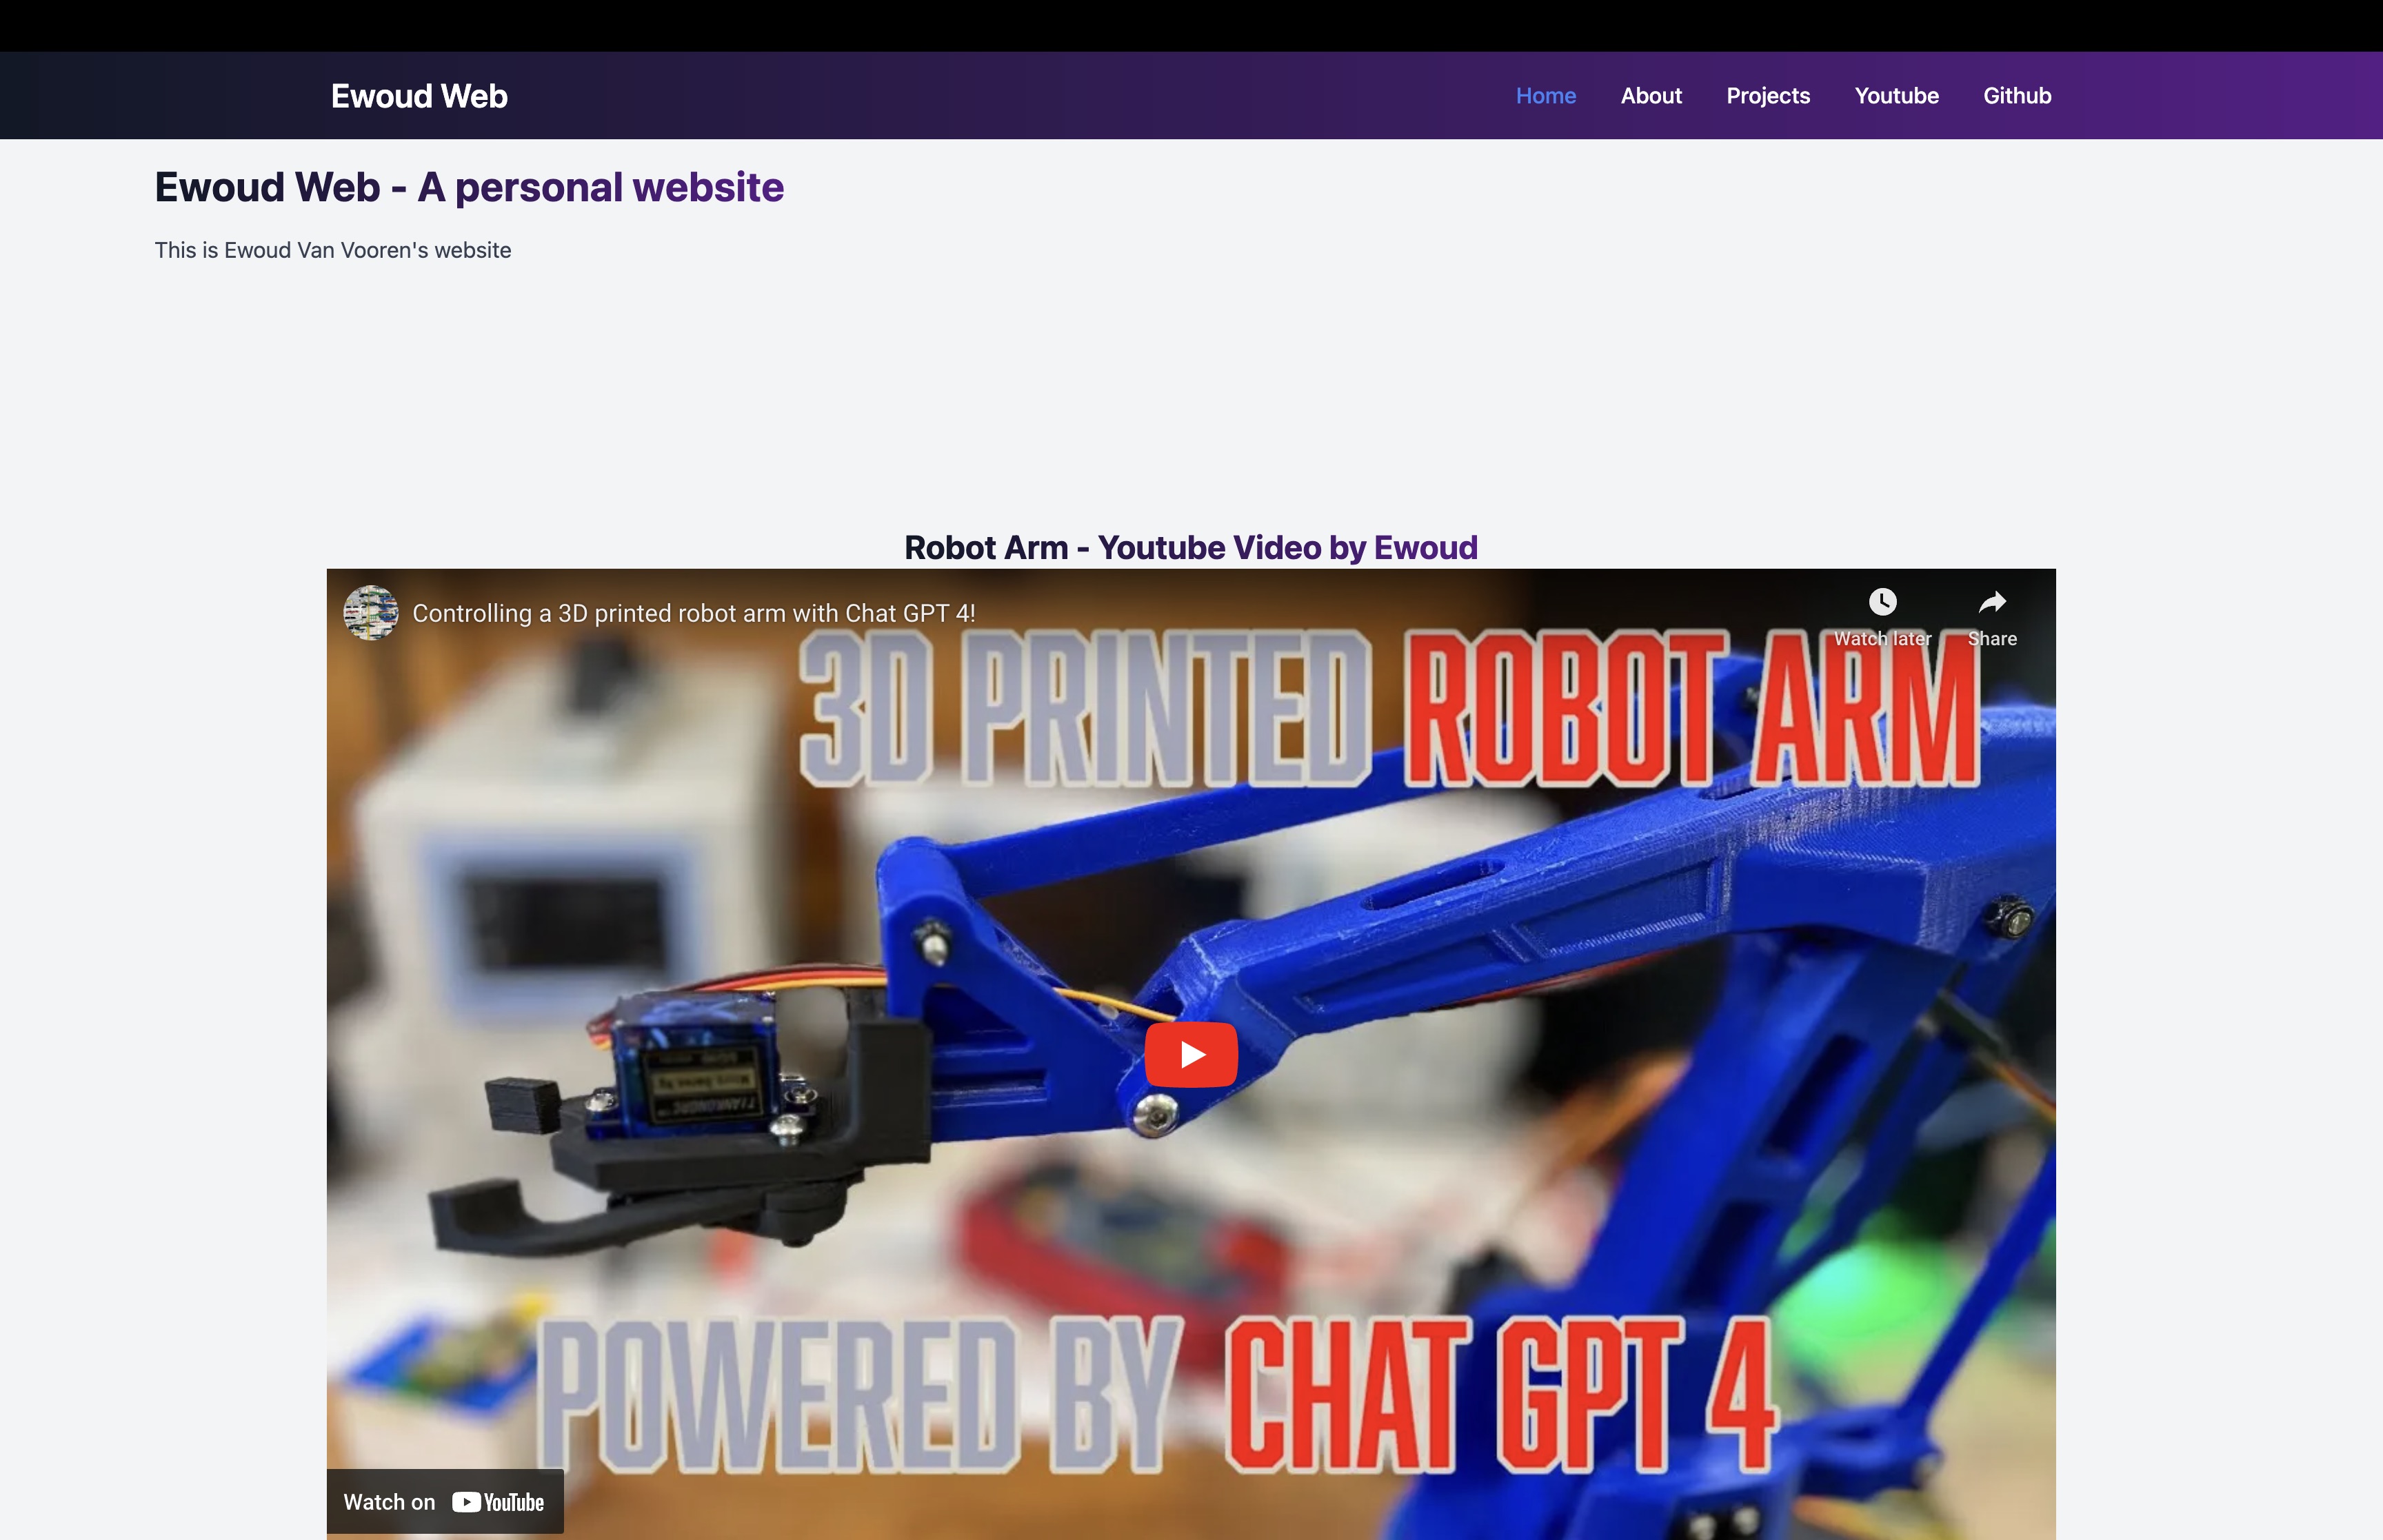 Ewoud Web
Home About Projects Youtube Github
Ewoud Web - A personal website
This is Ewoud Van Vooren's website
Robot Arm - Youtube Video by Ewoud
Controlling a 3D printed robot arm with Chat GPT 4!
Watch later Share
3D PRINTED ROBOT ARM
POWERED BY CHAT GPT 4
Watch on YouTube